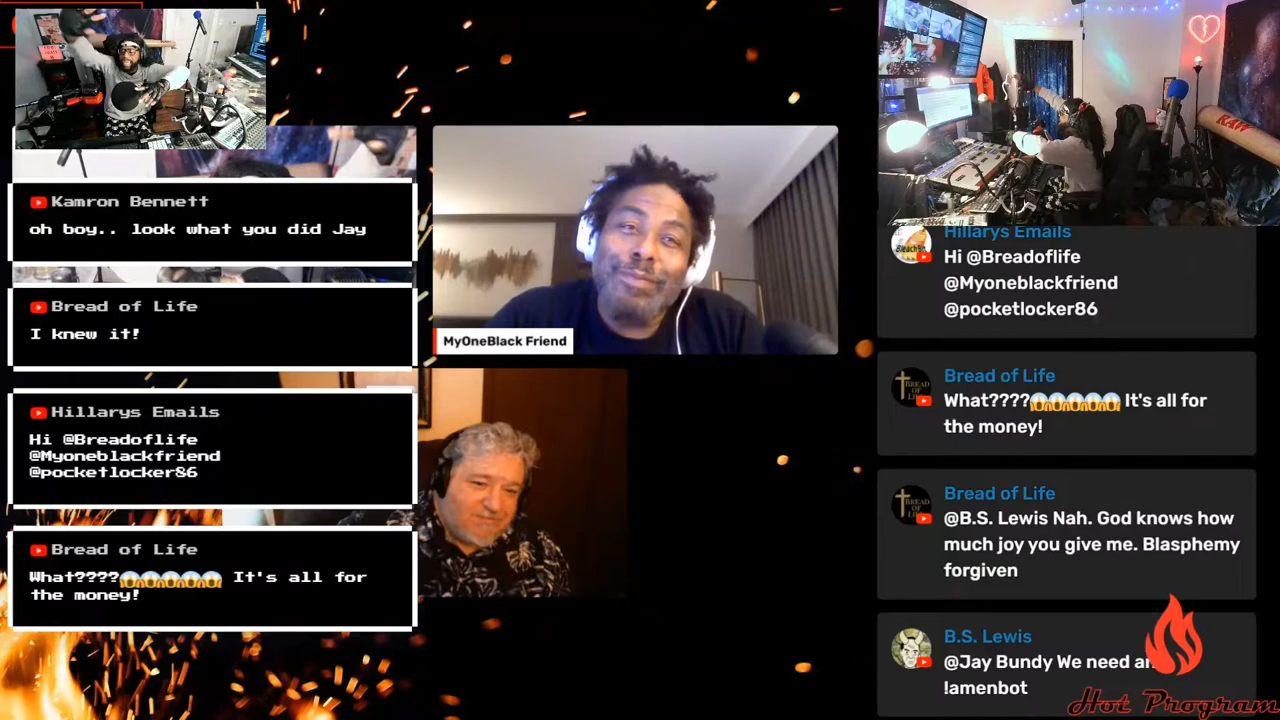 Kamron Bennett
oh boy.. look what you did Jay
Bread of Life
I knew it!
Hillarys Emails
Hi @Breadoflife
@Myoneblackfriend
@pocketlocker86
Bread of Life
What????😱😱😱😱😱😱 It's all for
the money!
MyOneBlack Friend
KAW
Hillarys Emails
Hi @Breadoflife
@Myoneblackfriend
@pocketlocker86
Bread of Life
What????😱😱😱😱😱😱 It's all for
the money!
Bread of Life
@B.S. Lewis Nah. God knows how
much joy you give me. Blasphemy
forgiven
B.S. Lewis
@Jay Bundy We need an
!amenbot
Hot Program